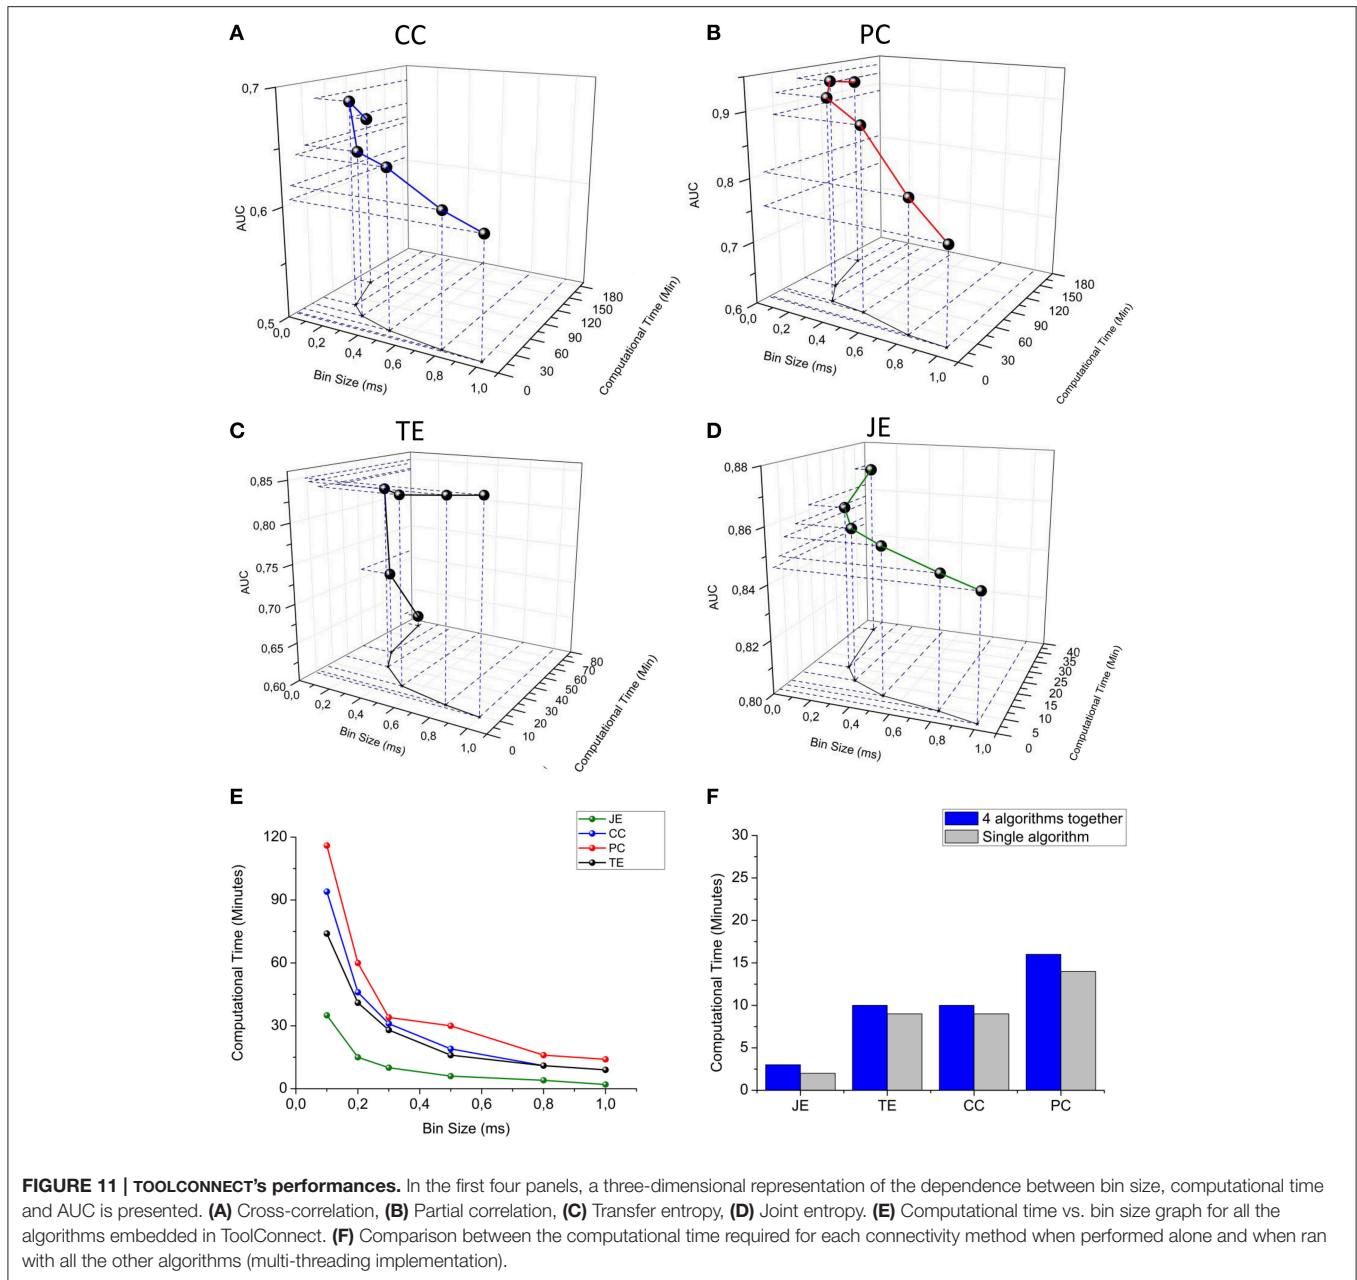 A
CC
0,7
0,6
0,5
AUC
0,0
0,2
0,4
0,6
0,8
1,0
Bin Size (ms)
0
30
60
90
120
150
180
Computational Time (Min)
B
PC
0,9
0,8
0,7
0,6
AUC
0,0
0,2
0,4
0,6
0,8
1,0
Bin Size (ms)
0
30
60
90
120
150
180
Computational Time (Min)
C
TE
0,85
0,80
0,75
0,70
0,65
0,60
AUC
0,0
0,2
0,4
0,6
0,8
1,0
Bin Size (ms)
0
10
20
30
40
50
60
70
80
Computational Time (Min)
D
JE
0,88
0,86
0,84
0,82
0,80
AUC
0,0
0,2
0,4
0,6
0,8
1,0
Bin Size (ms)
0
5
10
15
20
25
30
35
40
Computational Time (Min)
E
JE
CC
PC
TE
120
90
60
30
0
Computational Time (Minutes)
0,0 0,2 0,4 0,6 0,8 1,0
Bin Size (ms)
F
4 algorithms together
Single algorithm
30
25
20
15
10
5
0
Computational Time (Minutes)
JE TE CC PC
FIGURE 11 | TOOLCONNECT's performances. In the first four panels, a three-dimensional representation of the dependence between bin size, computational time
and AUC is presented. (A) Cross-correlation, (B) Partial correlation, (C) Transfer entropy, (D) Joint entropy. (E) Computational time vs. bin size graph for all the
algorithms embedded in ToolConnect. (F) Comparison between the computational time required for each connectivity method when performed alone and when ran
with all the other algorithms (multi-threading implementation).